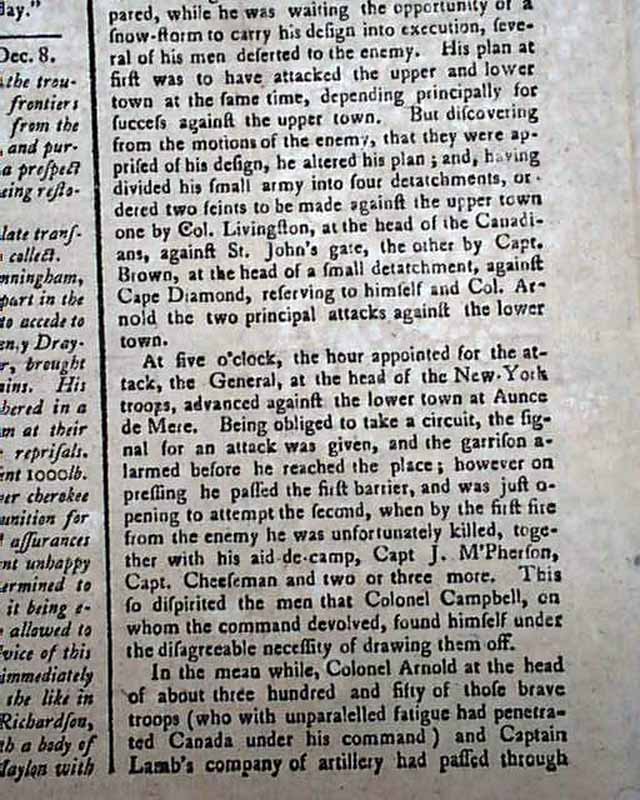 day."
Dec. 8.
the trou-
frontiers
from the
and pur-
a prospect
eing resto-
late transf-
collect.
nningham,
part in the
to accede to
en,y Dray-
r, brought
ains. His
bered in a
m at their
reprisals.
ent 1000lb.
er cherokee
unition for
assurances
nt unhappy
ermined to
it being e-
allowed to
vice of this
immediately
the like in
Richardson,
th a body of
Maylon with
pared, while he was waiting the opportunity of a
ſnow-ſtorm to carry his deſign into execution, ſeve-
ral of his men deſerted to the enemy. His plan at
firſt was to have attacked the upper and lower
town at the ſame time, depending principally for
ſucceſs againſt the upper town. But diſcovering
from the motions of the enemy, that they were ap-
priſed of his deſign, he altered his plan ; and, having
divided his ſmall army into four detatchments, or-
dered two feints to be made againſt the upper town
one by Col. Livingſton, at the head of the Canadi-
ans, againſt St. John's gate, the other by Capt.
Brown, at the head of a ſmall detatchment, againſt
Cape Diamond, reſerving to himſelf and Col. Ar-
nold the two principal attacks againſt the lower
town.
At five o'clock, the hour appointed for the at-
tack, the General, at the head of the New-York
troops, advanced againſt the lower town at Aunce
de Mere. Being obliged to take a circuit, the ſig-
nal for an attack was given, and the garriſon a-
larmed before he reached the place ; however on
preſſing he paſſed the firſt barrier, and was juſt o-
pening to attempt the ſecond, when by the firſt fire
from the enemy he was unfortunately killed, toge-
ther with his aid-de-camp, Capt J. M'Pherſon,
Capt. Cheeſeman and two or three more. This
ſo diſpirited the men that Colonel Campbell, on
whom the command devolved, found himſelf under
the diſagreeable neceſſity of drawing them off.
In the mean while, Colonel Arnold at the head
of about three hundred and fifty of thoſe brave
troops (who with unparalelled fatigue had penetra-
ted Canada under his command ) and Captain
Lamb's company of artillery had paſſed through